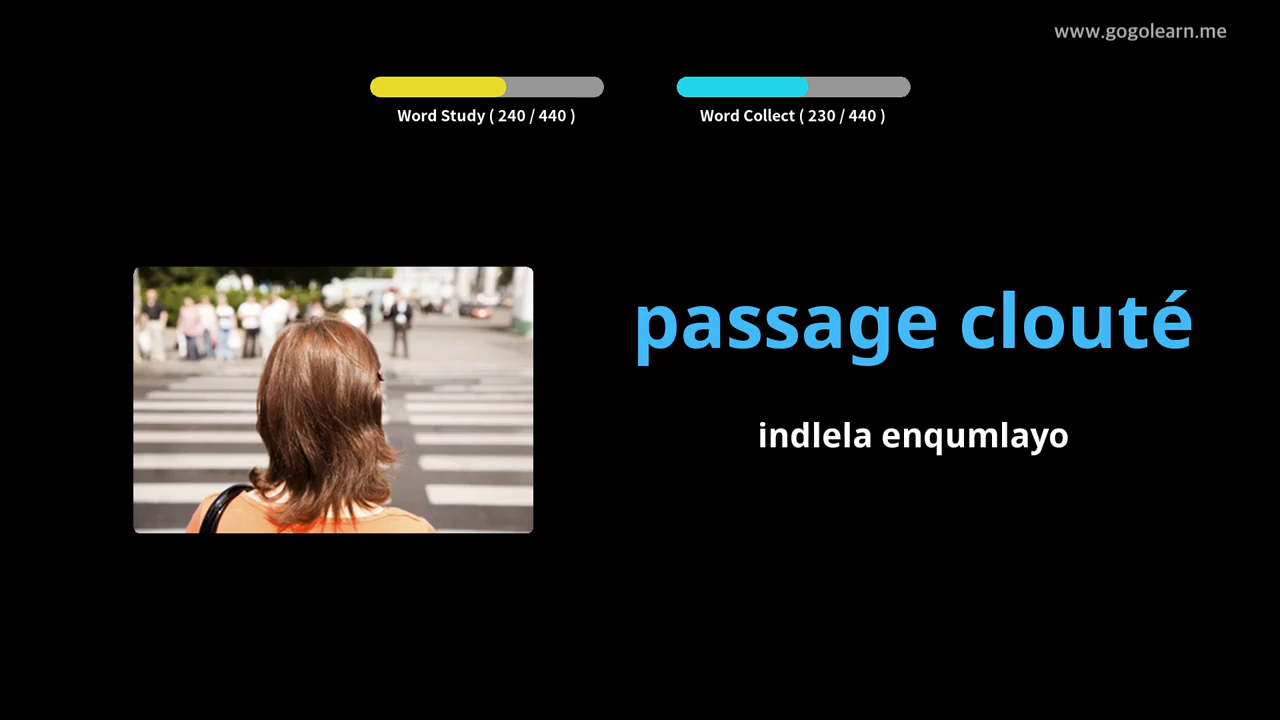 www.gogolearn.me
Word Study ( 240 / 440 )
Word Collect ( 230 / 440 )
passage clouté
indlela enqumlayo